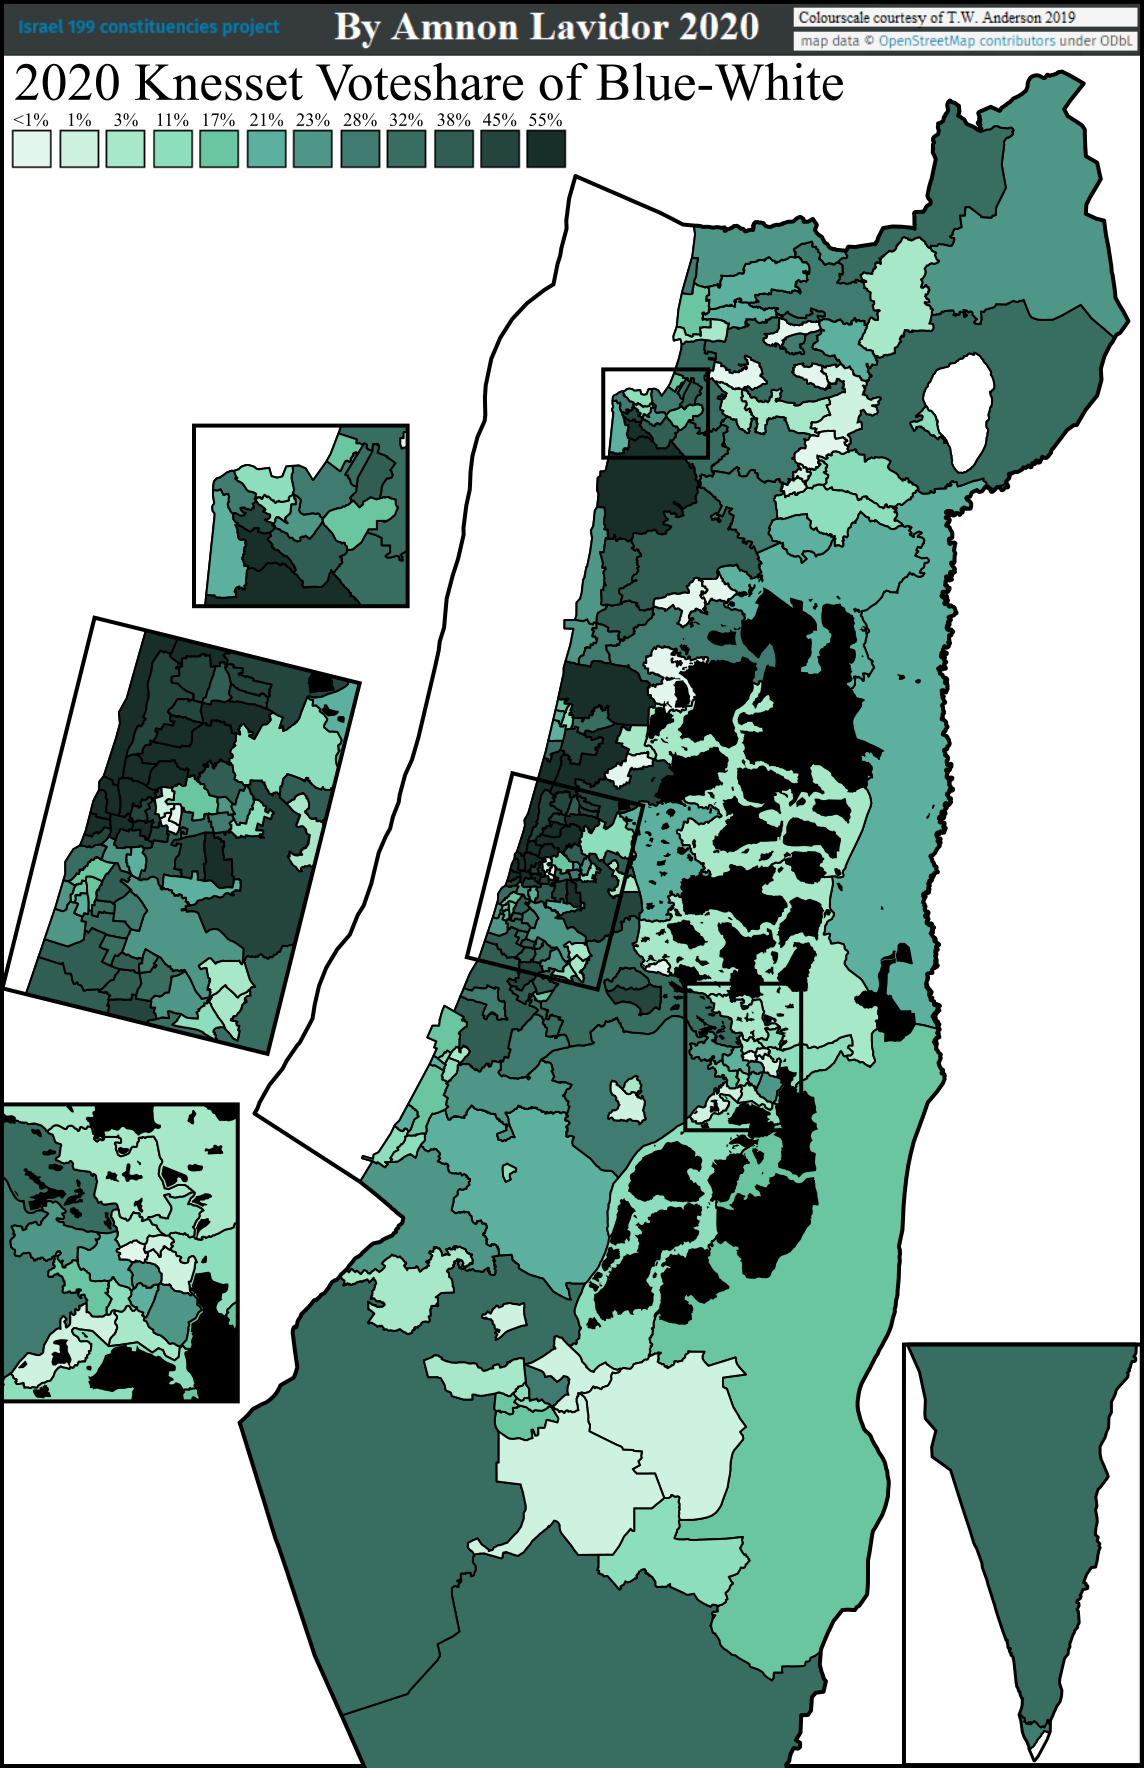 Israel 199 constituencies project
By Amnon Lavidor 2020
Colourscale courtesy of T.W. Anderson 2019
map data © OpenStreetMap contributors under ODbL
2020 Knesset Voteshare of Blue-White
<1% 1% 3% 11% 17% 21% 23% 28% 32% 38% 45% 55%